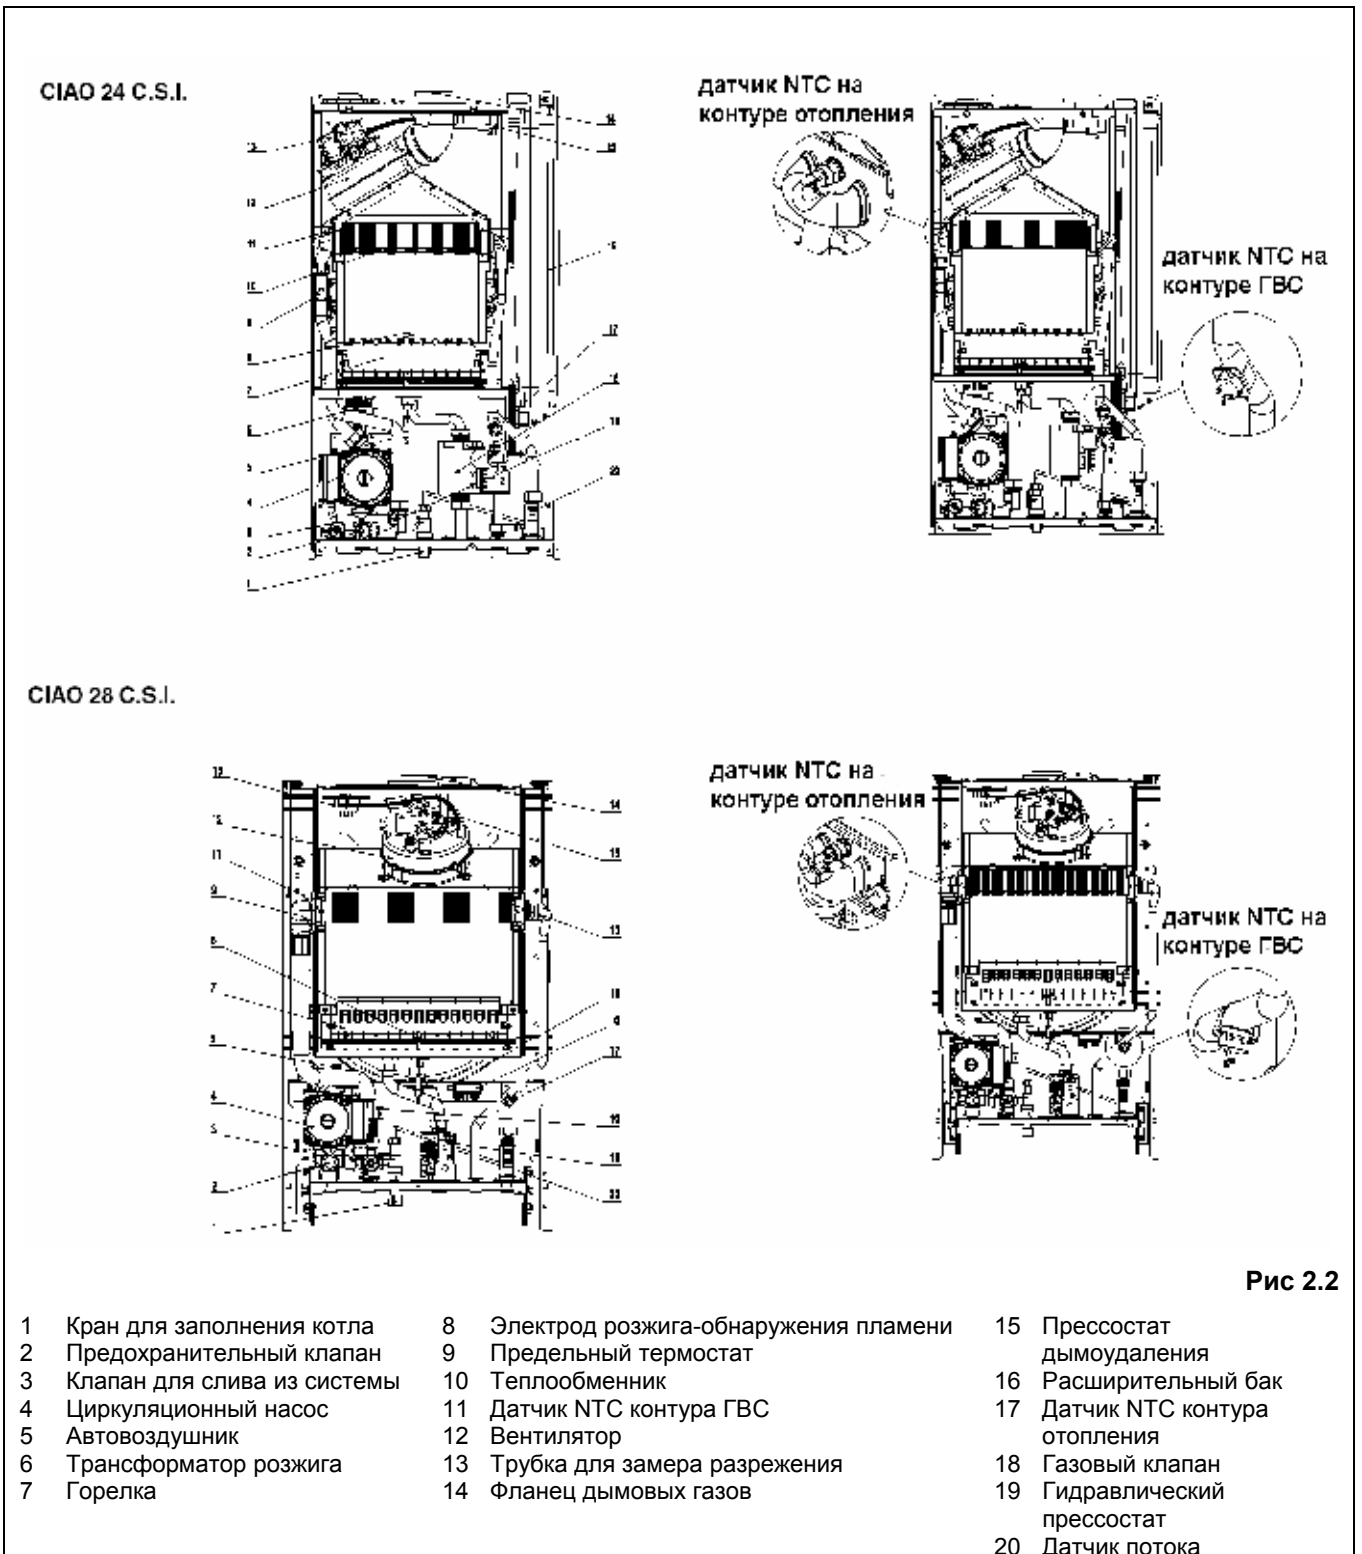 CIAO 24 C.S.I.
датчик NTC на
контуре отопления
датчик NTC на
контуре ГВС
CIAO 28 C.S.I.
датчик NTC на
контуре отопления
датчик NTC на
контуре ГВС
Рис 2.2
1 Кран для заполнения котла
2 Предохранительный клапан
3 Клапан для слива из системы
4 Циркуляционный насос
5 Автовоздушник
6 Трансформатор розжига
7 Горелка
8 Электрод розжига-обнаружения пламени
9 Предельный термостат
10 Теплообменник
11 Датчик NTC контура ГВС
12 Вентилятор
13 Трубка для замера разрежения
14 Фланец дымовых газов
15 Прессостат
дымоудаления
16 Расширительный бак
17 Датчик NTC контура
отопления
18 Газовый клапан
19 Гидравлический
прессостат
20 Датчик потока